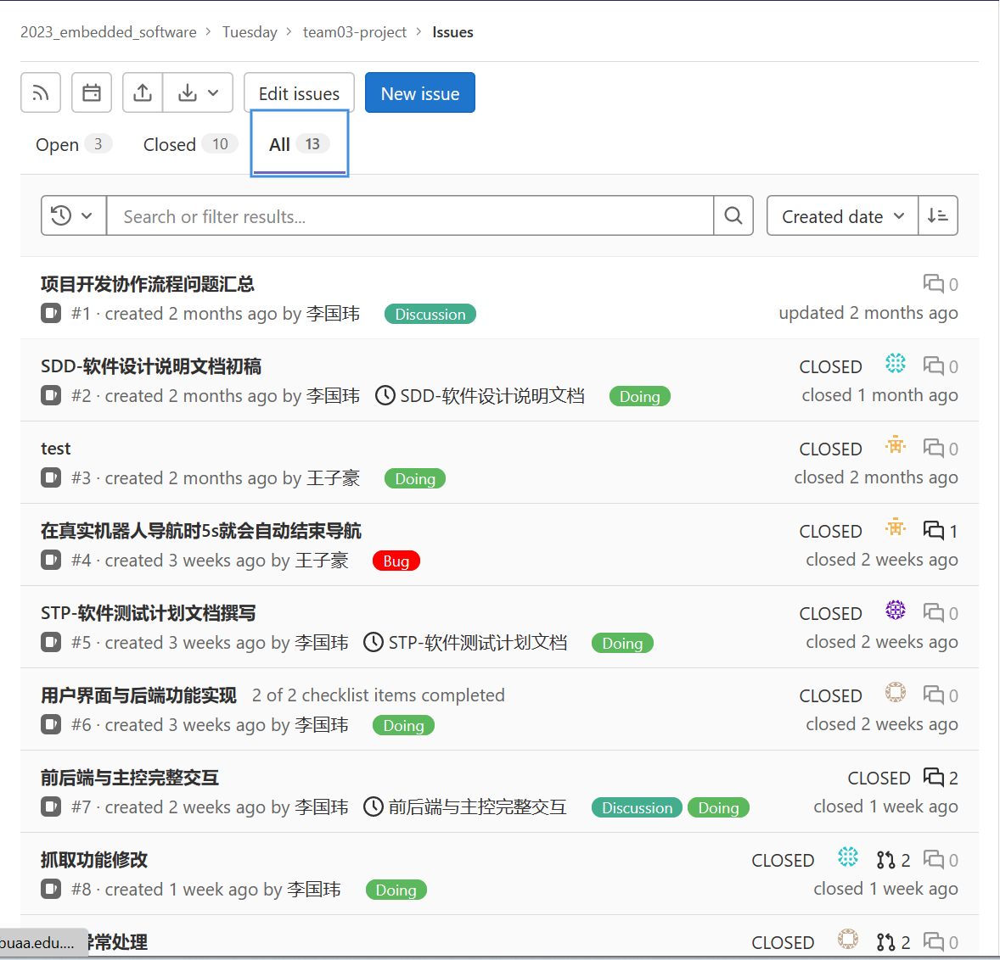 2023_embedded_software > Tuesday > team03-project > Issues
Edit issues New issue
Open 3 Closed 10 All 13
Search or filter results... Created date
项目开发协作流程问题汇总 0
#1 · created 2 months ago by 李国玮 Discussion updated 2 months ago
SDD-软件设计说明文档初稿 CLOSED 0
#2 · created 2 months ago by 李国玮 SDD-软件设计说明文档 Doing closed 1 month ago
test CLOSED 0
#3 · created 2 months ago by 王子豪 Doing closed 2 months ago
在真实机器人导航时5s就会自动结束导航 CLOSED 1
#4 · created 3 weeks ago by 王子豪 Bug closed 2 weeks ago
STP-软件测试计划文档撰写 CLOSED 0
#5 · created 3 weeks ago by 李国玮 STP-软件测试计划文档 Doing closed 2 weeks ago
用户界面与后端功能实现 2 of 2 checklist items completed CLOSED 0
#6 · created 3 weeks ago by 李国玮 Doing closed 2 weeks ago
前后端与主控完整交互 CLOSED 2
#7 · created 2 weeks ago by 李国玮 前后端与主控完整交互 Discussion Doing closed 1 week ago
抓取功能修改 CLOSED 2 0
#8 · created 1 week ago by 李国玮 Doing closed 1 week ago
buaa.edu.... 异常处理 CLOSED 2 0